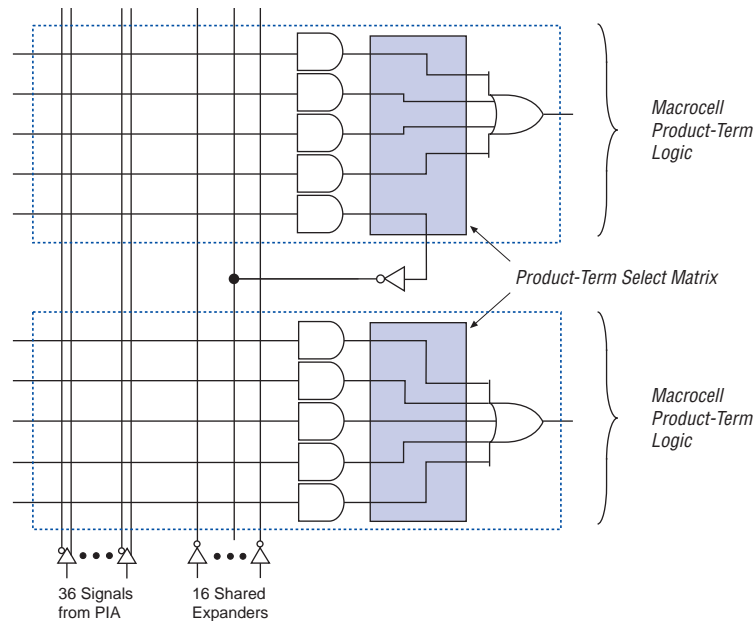 Macrocell
Product-Term
Logic
Product-Term Select Matrix
Macrocell
Product-Term
Logic
36 Signals
from PIA
16 Shared
Expanders